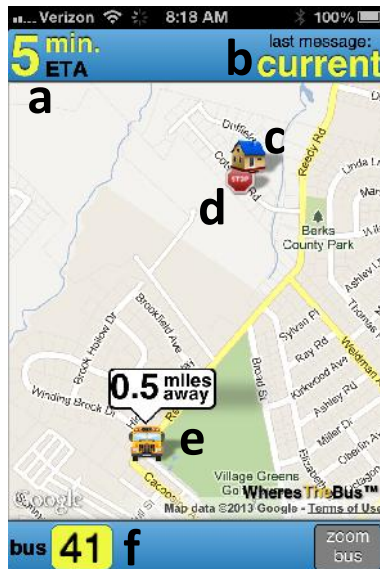 Verizon 8:18 AM 100%
5 min. ETA
last message:
b current
a
c
Reedy Rd
STOP
d
Berks
County Park
Sylvan Pl
Ray Rd
Kirkwood Ave
Ashley Rd
Miller Dr
Broad St
Brookfield Ave
Brook Hollow Dr
Winding Brook Dr
0.5 miles away
e
Village Greens
WheresTheBus™
Google
Map data ©2013 Google - Terms of Use
bus 41 f
zoom
bus